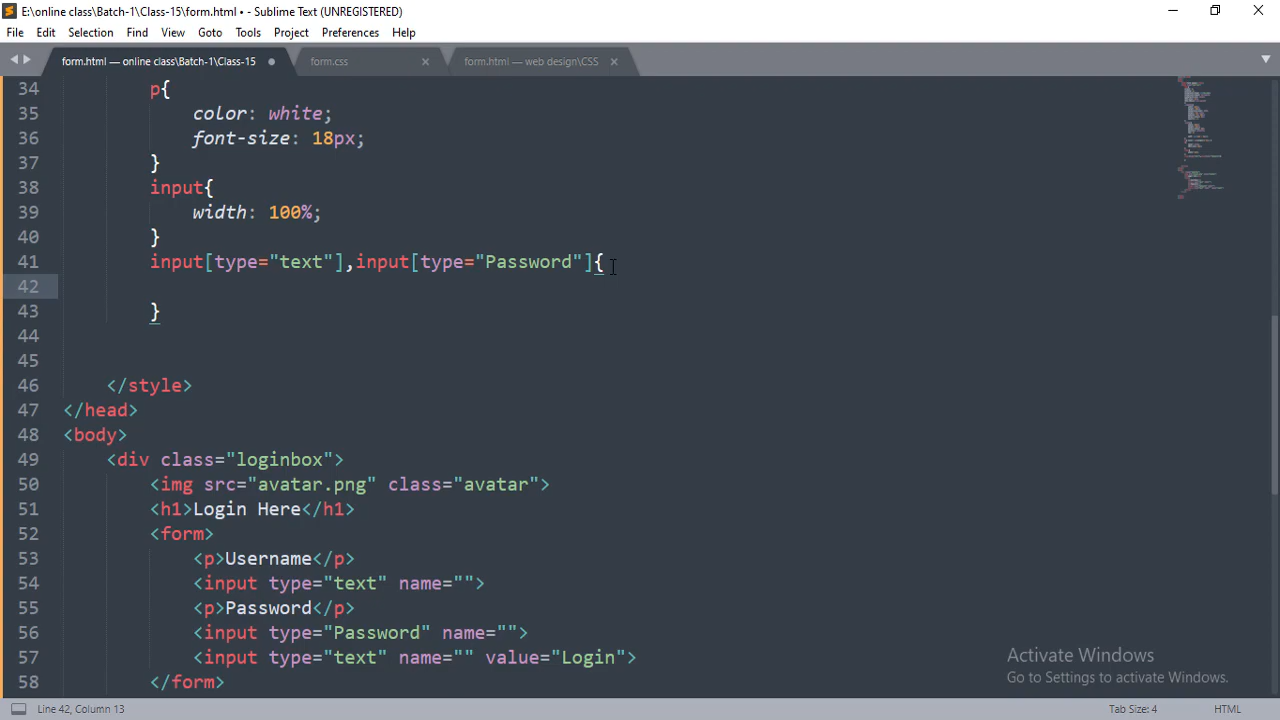 E:\online class\Batch-1\Class-15\form.html • - Sublime Text (UNREGISTERED)
File Edit Selection Find View Goto Tools Project Preferences Help
form.html — online class\Batch-1\Class-15 form.css form.html — web design\CSS
34 p{
35 color: white;
36 font-size: 18px;
37 }
38 input{
39 width: 100%;
40 }
41 input[type="text"],input[type="Password"]{
42
43 }
44
45
46 </style>
47 </head>
48 <body>
49 <div class="loginbox">
50 <img src="avatar.png" class="avatar">
51 <h1>Login Here</h1>
52 <form>
53 <p>Username</p>
54 <input type="text" name="">
55 <p>Password</p>
56 <input type="Password" name="">
57 <input type="text" name="" value="Login">
58 </form>
Activate Windows
Go to Settings to activate Windows.
Line 42, Column 13 Tab Size: 4 HTML